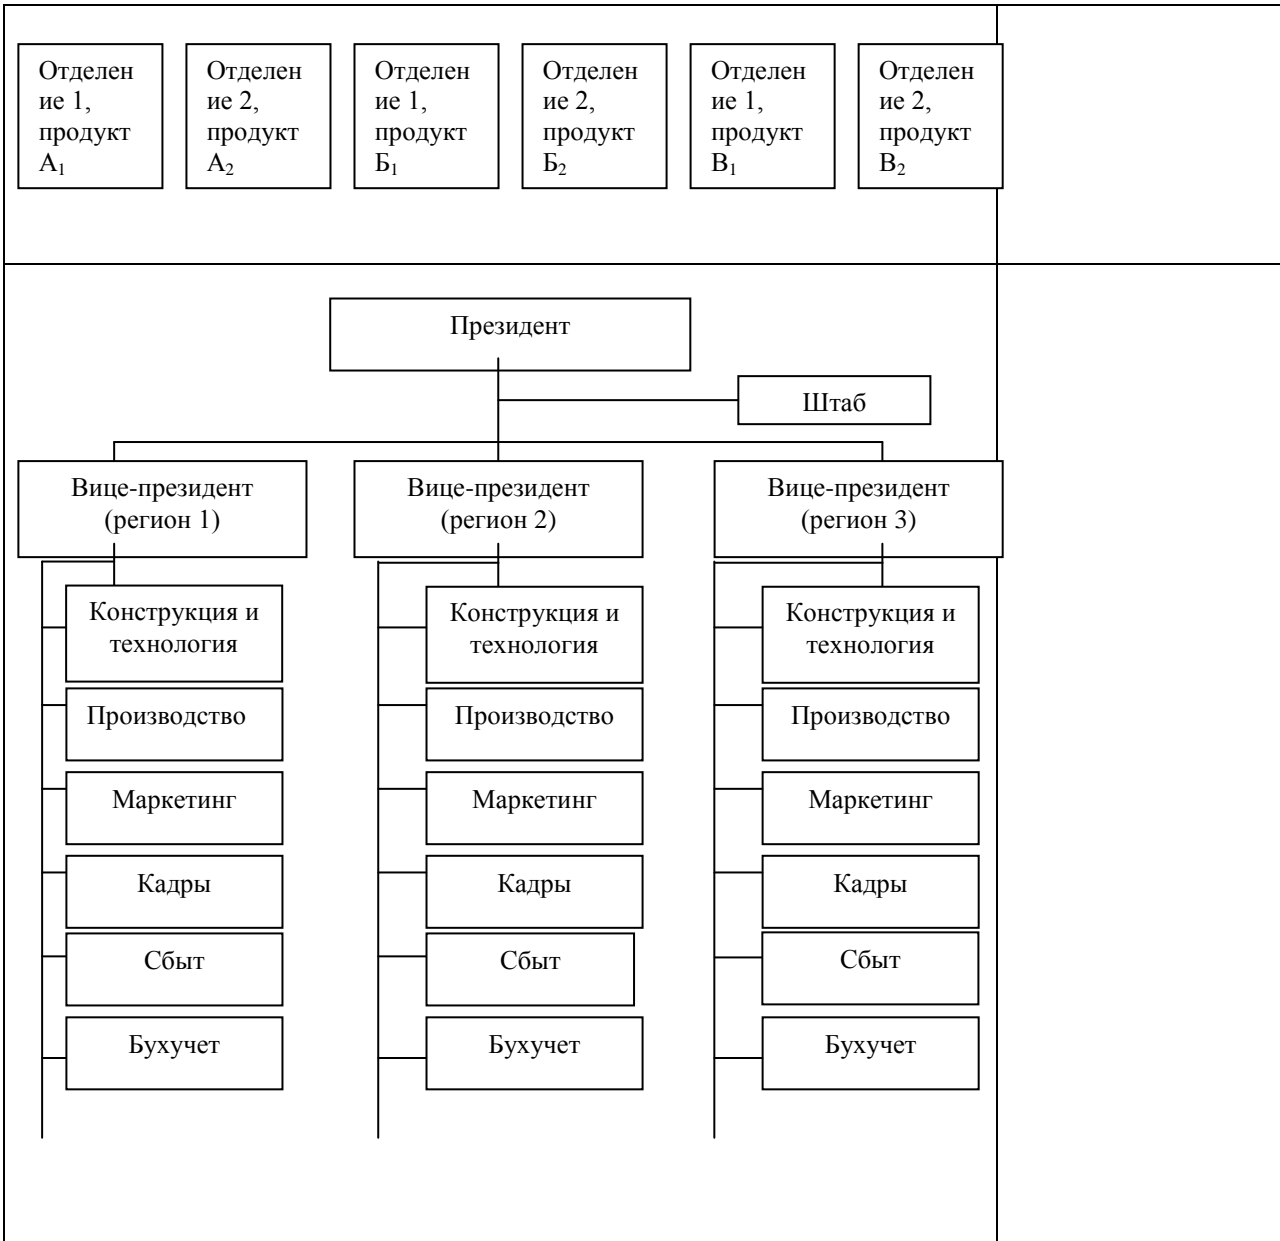 Отделен
ие 1,
продукт
А₁
Отделен
ие 2,
продукт
А₂
Отделен
ие 1,
продукт
Б₁
Отделен
ие 2,
продукт
Б₂
Отделен
ие 1,
продукт
В₁
Отделен
ие 2,
продукт
В₂
Президент
Штаб
Вице-президент
(регион 1)
Вице-президент
(регион 2)
Вице-президент
(регион 3)
Конструкция и
технология
Производство
Маркетинг
Кадры
Сбыт
Бухучет
Конструкция и
технология
Производство
Маркетинг
Кадры
Сбыт
Бухучет
Конструкция и
технология
Производство
Маркетинг
Кадры
Сбыт
Бухучет